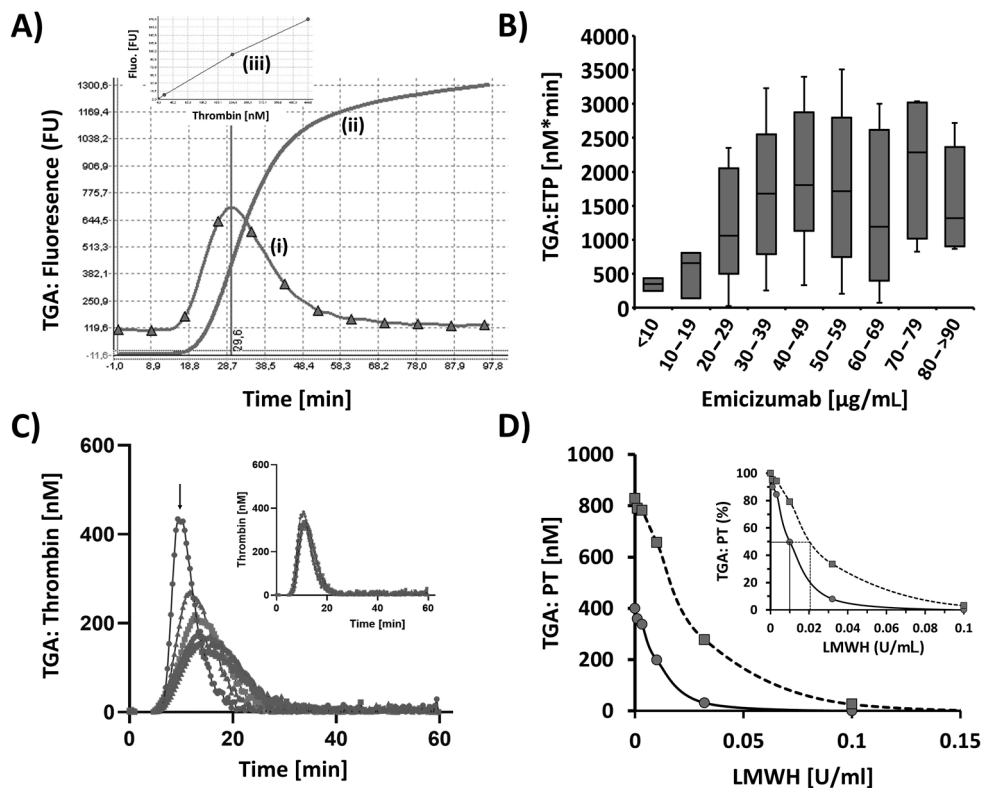 A)
Fluo. [FU]
(iii)
Thrombin [nM]
TGA: Fluoresence (FU)
1300,6
1169,4
1038,2
906,9
775,7
644,5
513,3
382,1
250,9
119,6
-11,6
(ii)
(i)
29,6
-1,0 8,9 18,8 28,7 38,5 48,4 58,3 68,2 78,1 87,9 97,8
Time [min]
B)
TGA:ETP [nM*min]
4000
3500
3000
2500
2000
1500
1000
500
0
<10 10–19 20–29 30–39 40–49 50–59 60–69 70–79 80–>90
Emicizumab [µg/mL]
C)
TGA: Thrombin [nM]
600
400
200
0
0 20 40 60
Time [min]
Thrombin [nM]
600
400
200
0
0 20 40 60
Time [min]
D)
TGA: PT [nM]
1000
800
600
400
200
0
0 0.05 0.1 0.15
LMWH [U/ml]
TGA: PT (%)
100
80
60
40
20
0
0 0.02 0.04 0.06 0.08 0.1
LMWH (U/mL)